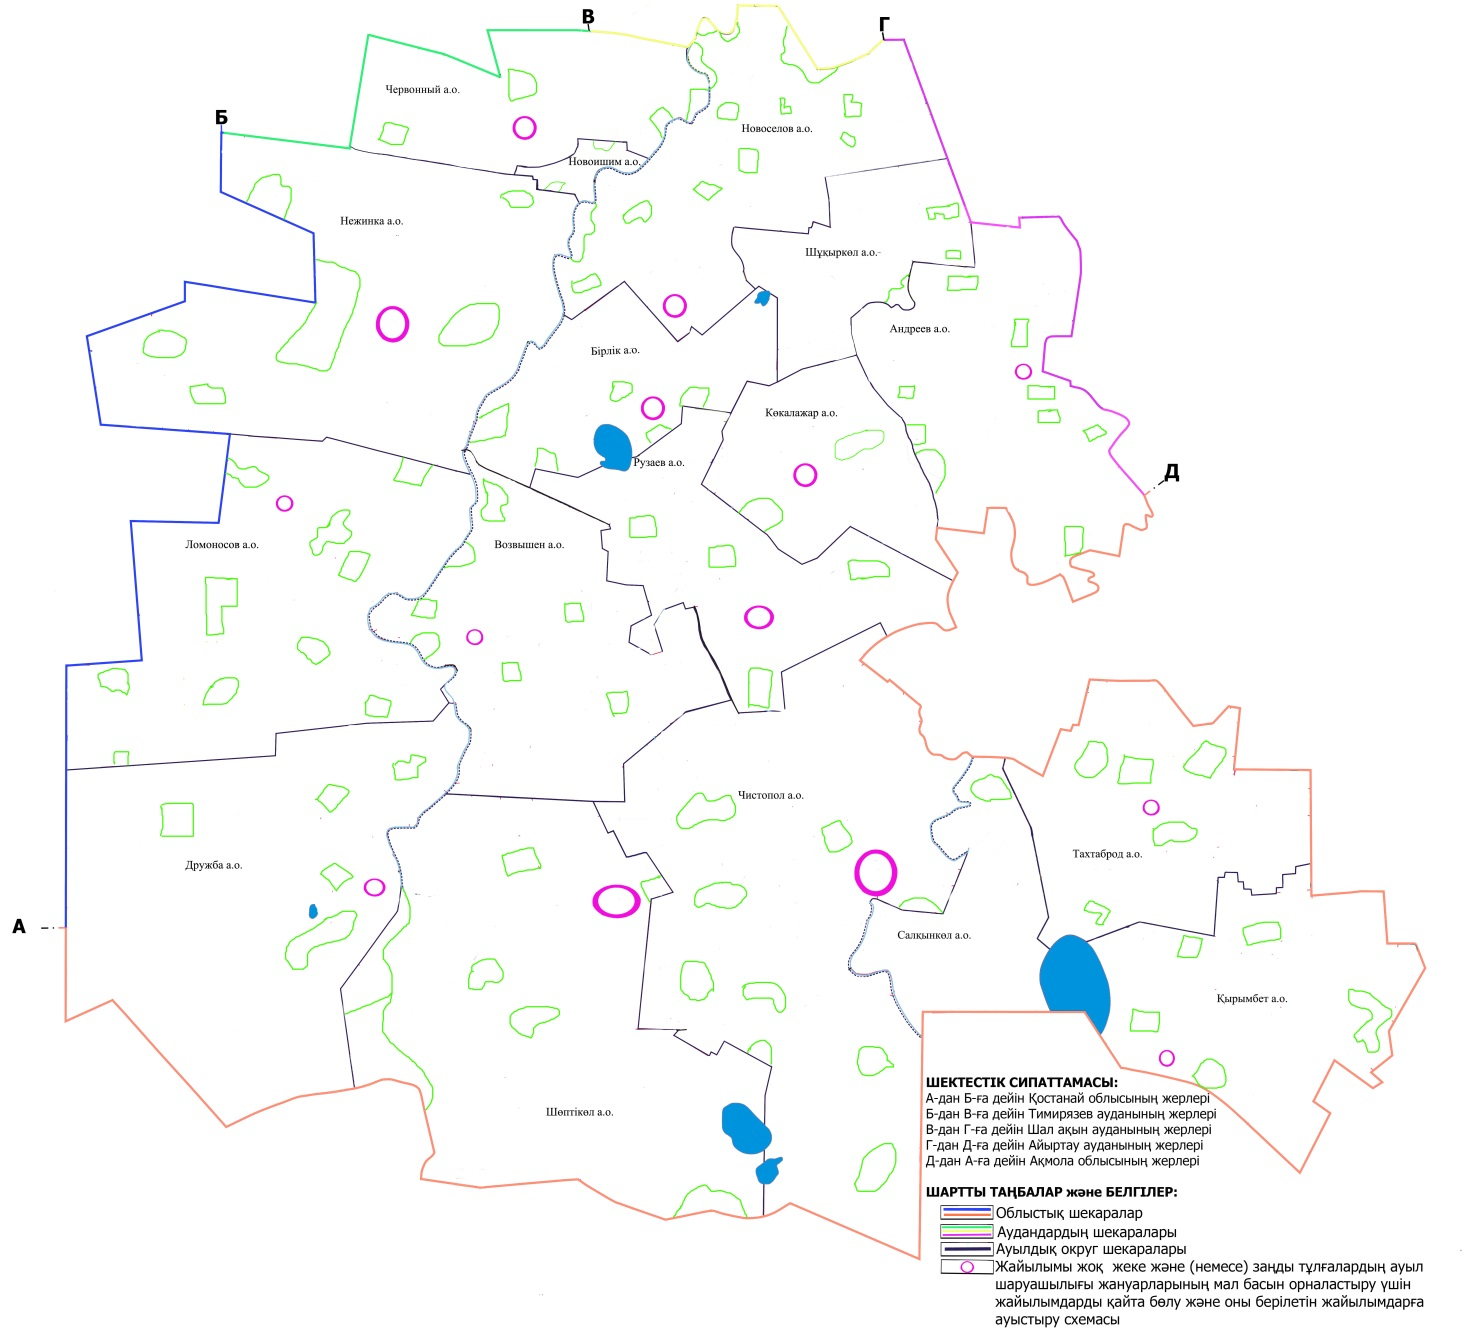 В
Г
Червонный а.о.
Б
Новоселов а.о.
Новоишим а.о.
Нежинка а.о.
Шұқыркөл а.о.-
Андреев а.о.
Бірлік а.о.
Көкалажар а.о.
Рузаев а.о.
Д
Ломоносов а.о.
Возвышен а.о.
Чистопол а.о.
Тахтаброд а.о.
Дружба а.о.
А
Салқынкөл а.о.
Қырымбет а.о.
Шөптікөл а.о.
ШЕКТЕСТІК СИПАТТАМАСЫ:
А-дан Б-ға дейін Қостанай облысының жерлері
Б-дан В-ға дейін Тимирязев ауданының жерлері
В-дан Г-ға дейін Шал ақын ауданының жерлері
Г-дан Д-ға дейін Айыртау ауданының жерлері
Д-дан А-ға дейін Ақмола облысының жерлері
ШАРТТЫ ТАҢБАЛАР және БЕЛГІЛЕР:
Облыстық шекаралар
Аудандардың шекаралары
Ауылдық округ шекаралары
Жайылымы жоқ жеке және (немесе) заңды тұлғалардың ауыл
шаруашылығы жануарларының мал басын орналастыру үшін
жайылымдарды қайта бөлу және оны берілетін жайылымдарға
ауыстыру схемасы